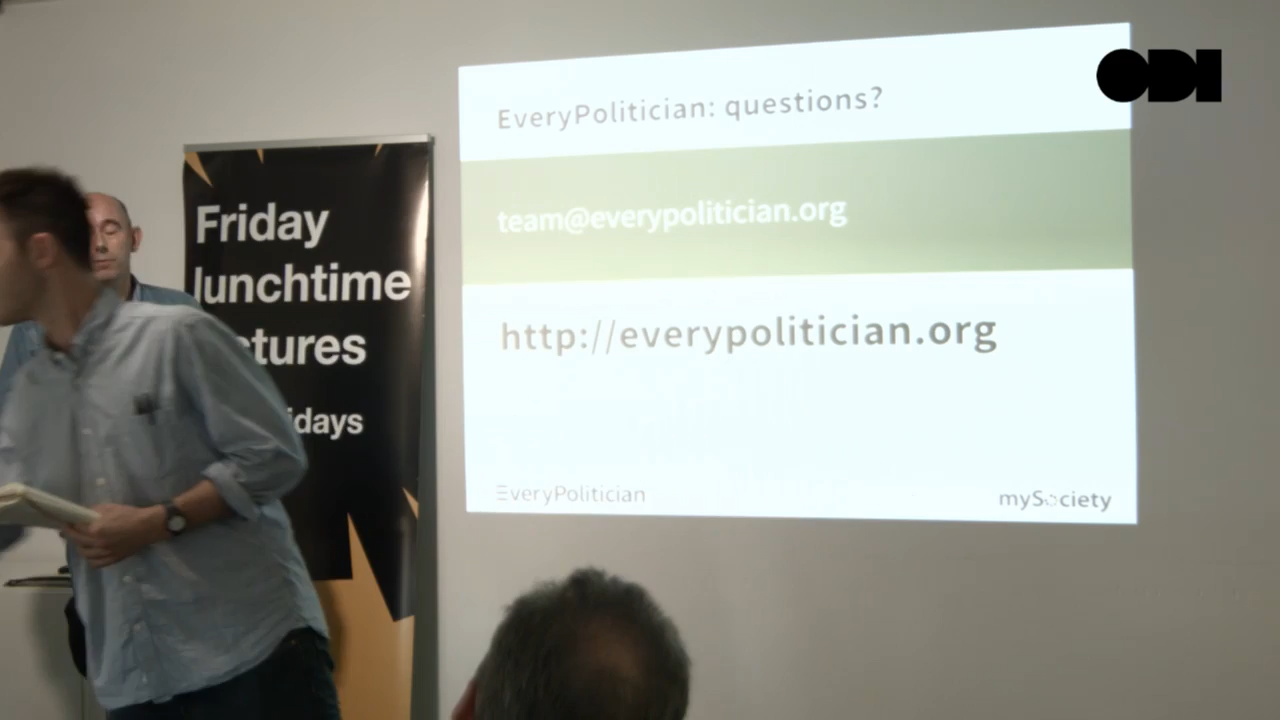 ODI
EveryPolitician: questions?
team@everypolitician.org
http://everypolitician.org
EveryPolitician
mySociety
Friday
lunchtime
ctures
idays